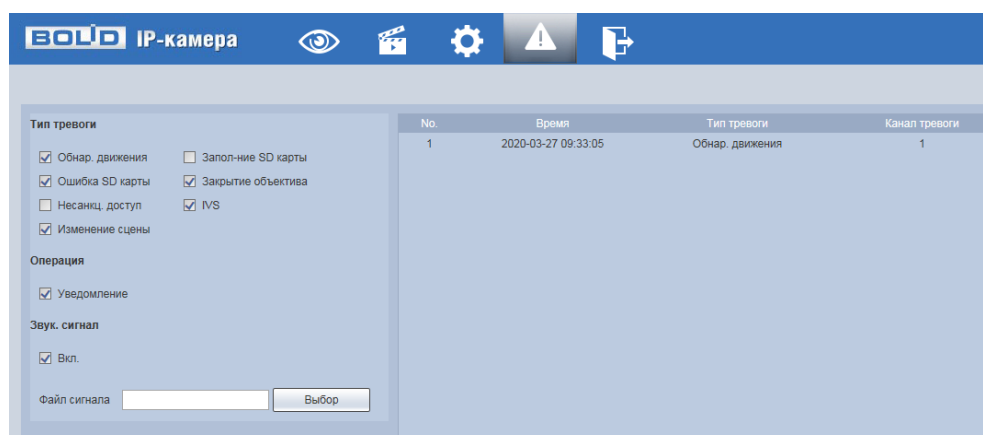 BOLID IP-камера
Тип тревоги
Обнар. движения Запол-ние SD карты
Ошибка SD карты Закрытие объектива
Несанкц. доступ IVS
Изменение сцены
Операция
Уведомление
Звук. сигнал
Вкл.
Файл сигнала Выбор
No. Время Тип тревоги Канал тревоги
1 2020-03-27 09:33:05 Обнар. движения 1